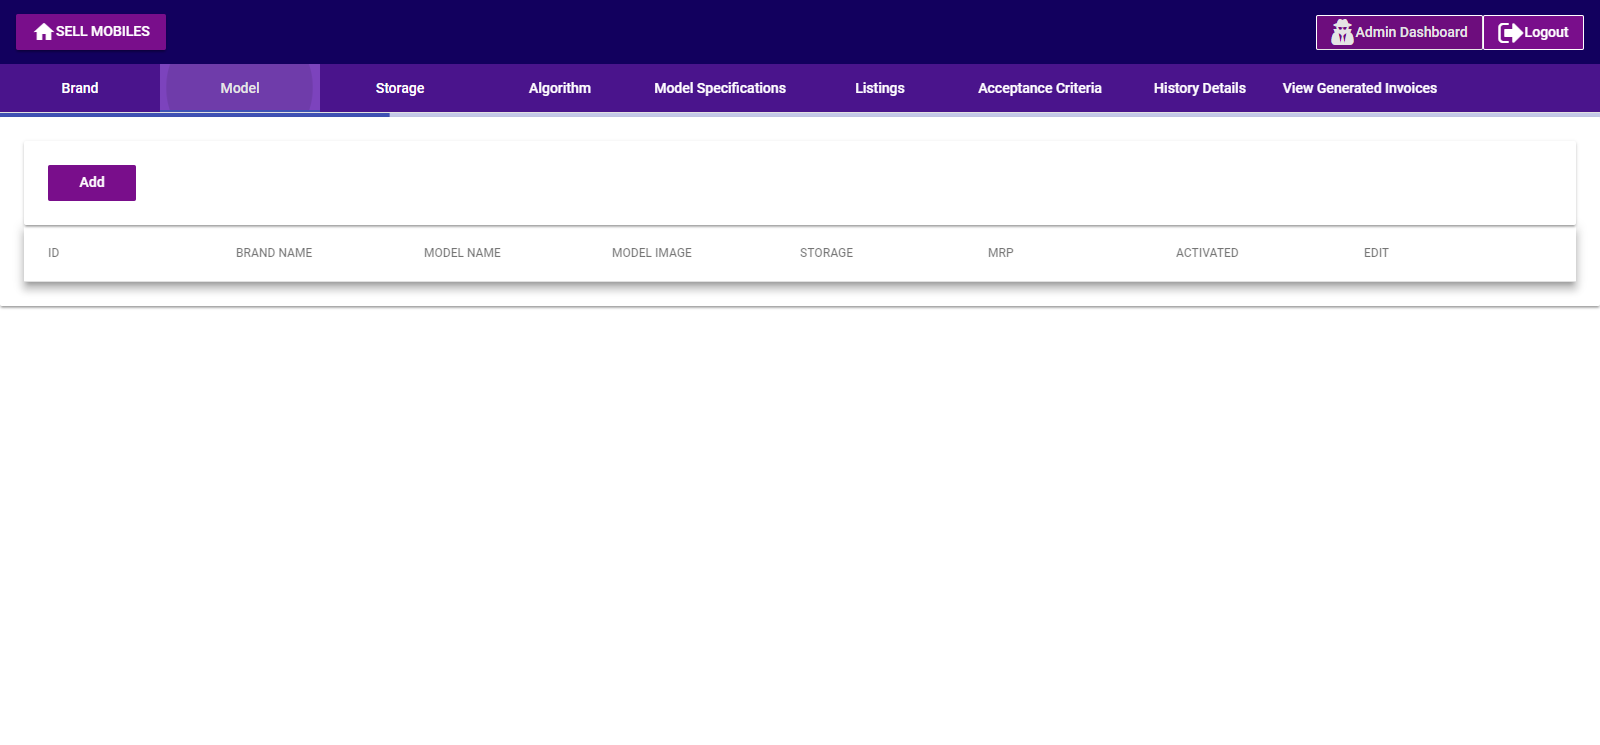 SELL MOBILES
Admin Dashboard
Logout
Brand
Model
Storage
Algorithm
Model Specifications
Listings
Acceptance Criteria
History Details
View Generated Invoices
Add
ID
BRAND NAME
MODEL NAME
MODEL IMAGE
STORAGE
MRP
ACTIVATED
EDIT